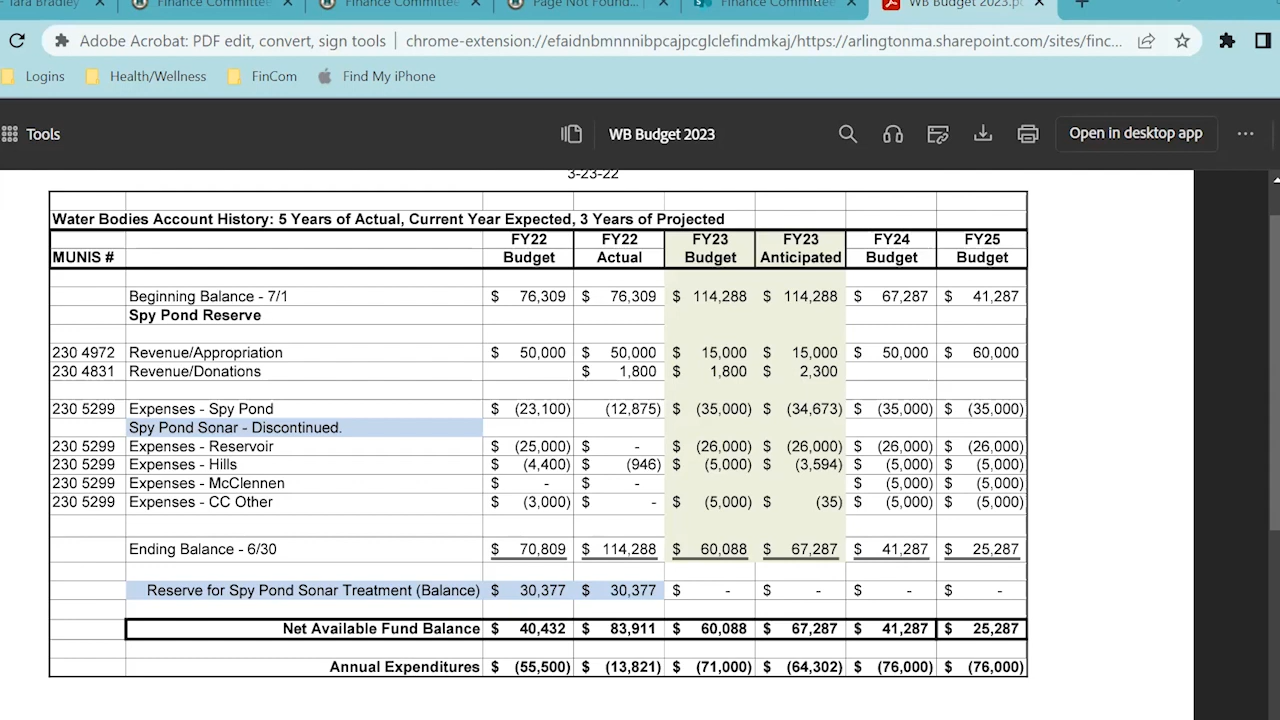 Tara Bradley Finance Committee Finance Committee Page Not Found... Finance Committee WB Budget 2023.p
Adobe Acrobat: PDF edit, convert, sign tools | chrome-extension://efaidnbmnnnibpcajpcglclefindmkaj/https://arlingtonma.sharepoint.com/sites/finc...
Logins Health/Wellness FinCom Find My iPhone
Tools WB Budget 2023 Open in desktop app ...
3-23-22
Water Bodies Account History: 5 Years of Actual, Current Year Expected, 3 Years of Projected
FY22 FY22 FY23 FY23 FY24 FY25
MUNIS # Budget Actual Budget Anticipated Budget Budget
Beginning Balance - 7/1 $ 76,309 $ 76,309 $ 114,288 $ 114,288 $ 67,287 $ 41,287
Spy Pond Reserve
230 4972 Revenue/Appropriation $ 50,000 $ 50,000 $ 15,000 $ 15,000 $ 50,000 $ 60,000
230 4831 Revenue/Donations $ 1,800 $ 1,800 $ 2,300
230 5299 Expenses - Spy Pond $ (23,100) (12,875) $ (35,000) $ (34,673) $ (35,000) $ (35,000)
Spy Pond Sonar - Discontinued.
230 5299 Expenses - Reservoir $ (25,000) $ - $ (26,000) $ (26,000) $ (26,000) $ (26,000)
230 5299 Expenses - Hills $ (4,400) $ (946) $ (5,000) $ (3,594) $ (5,000) $ (5,000)
230 5299 Expenses - McClennen $ - $ - $ (5,000) $ (5,000)
230 5299 Expenses - CC Other $ (3,000) $ - $ (5,000) $ (35) $ (5,000) $ (5,000)
Ending Balance - 6/30 $ 70,809 $ 114,288 $ 60,088 $ 67,287 $ 41,287 $ 25,287
Reserve for Spy Pond Sonar Treatment (Balance) $ 30,377 $ 30,377 $ - $ - $ - $ -
Net Available Fund Balance $ 40,432 $ 83,911 $ 60,088 $ 67,287 $ 41,287 $ 25,287
Annual Expenditures $ (55,500) $ (13,821) $ (71,000) $ (64,302) $ (76,000) $ (76,000)